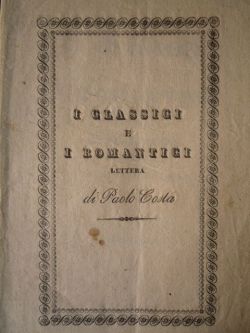 I CLASSICI
E
I ROMANTICI
LETTERA
di Paolo Costa